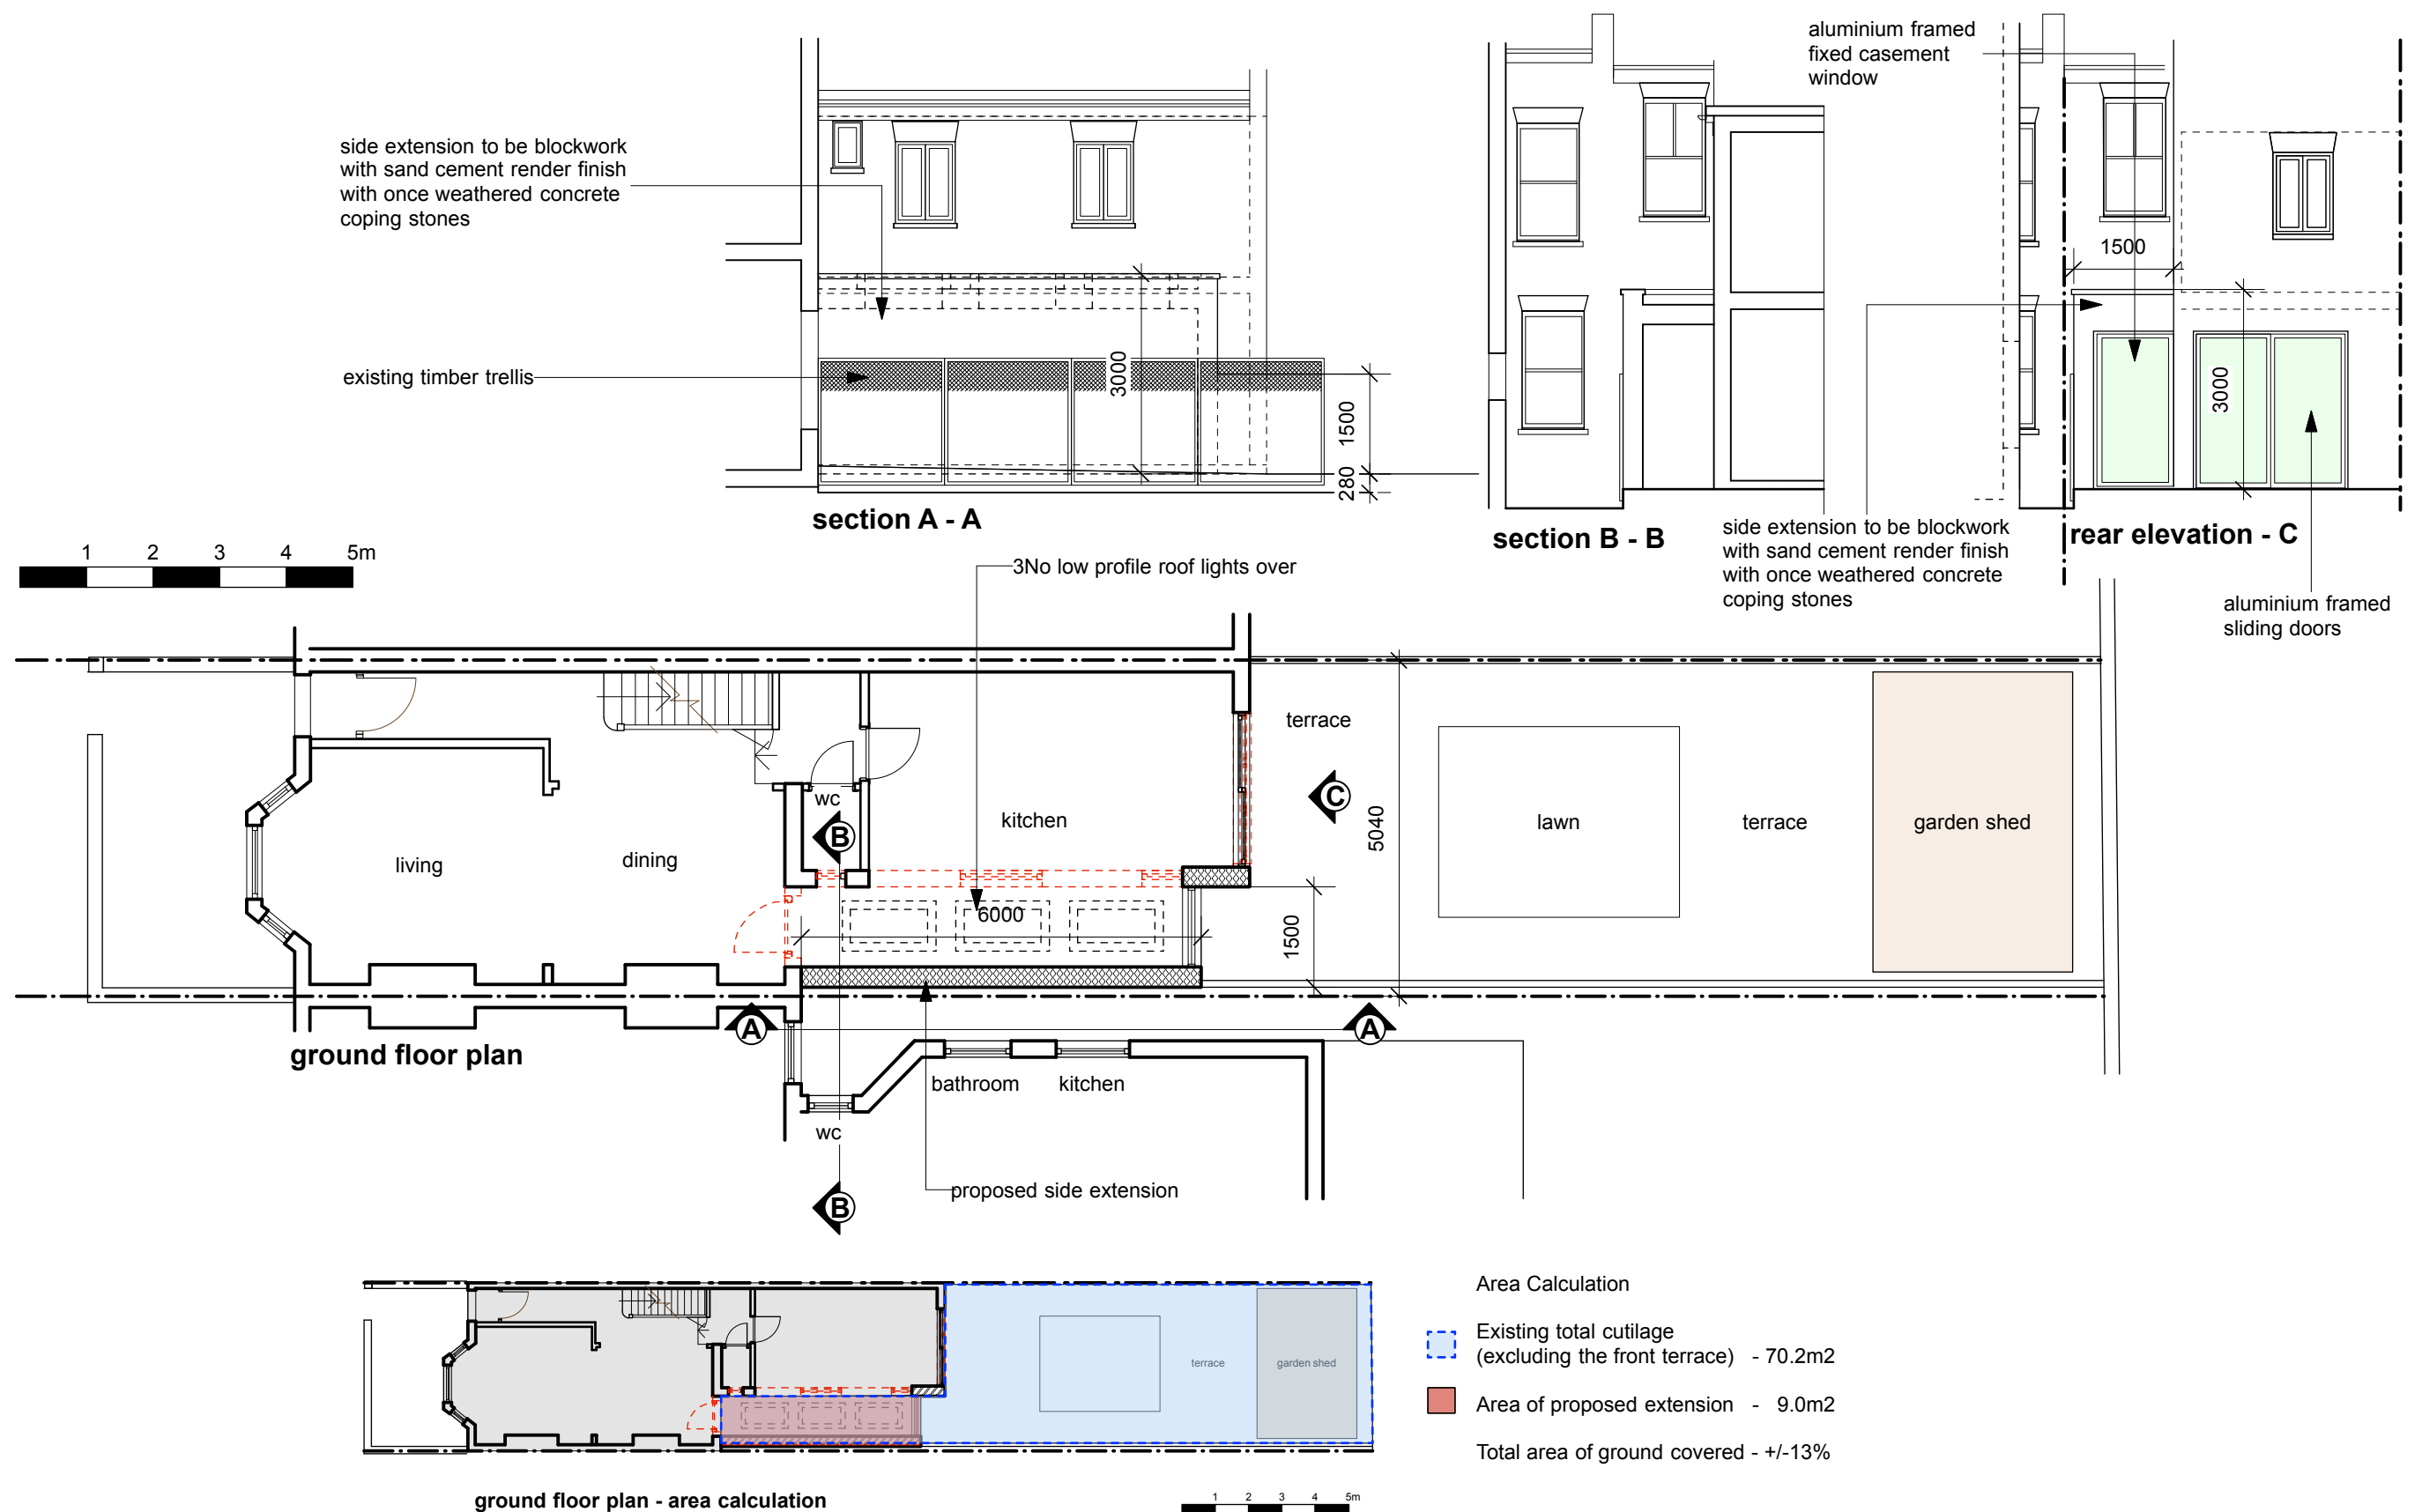 aluminium framed
fixed casement
window
side extension to be blockwork
with sand cement render finish
with once weathered concrete
coping stones
1500
existing timber trellis
3000
1500
280
3000
section A - A
section B - B
side extension to be blockwork
with sand cement render finish
with once weathered concrete
coping stones
rear elevation - C
aluminium framed
sliding doors
1 2 3 4 5m
3No low profile roof lights over
terrace
wc
B
C
kitchen
living
dining
5040
lawn
terrace
garden shed
6000
1500
A
A
ground floor plan
bathroom
kitchen
wc
proposed side extension
B
terrace
garden shed
Area Calculation
Existing total cutilage
(excluding the front terrace) - 70.2m2
Area of proposed extension - 9.0m2
Total area of ground covered - +/-13%
ground floor plan - area calculation
1 2 3 4 5m